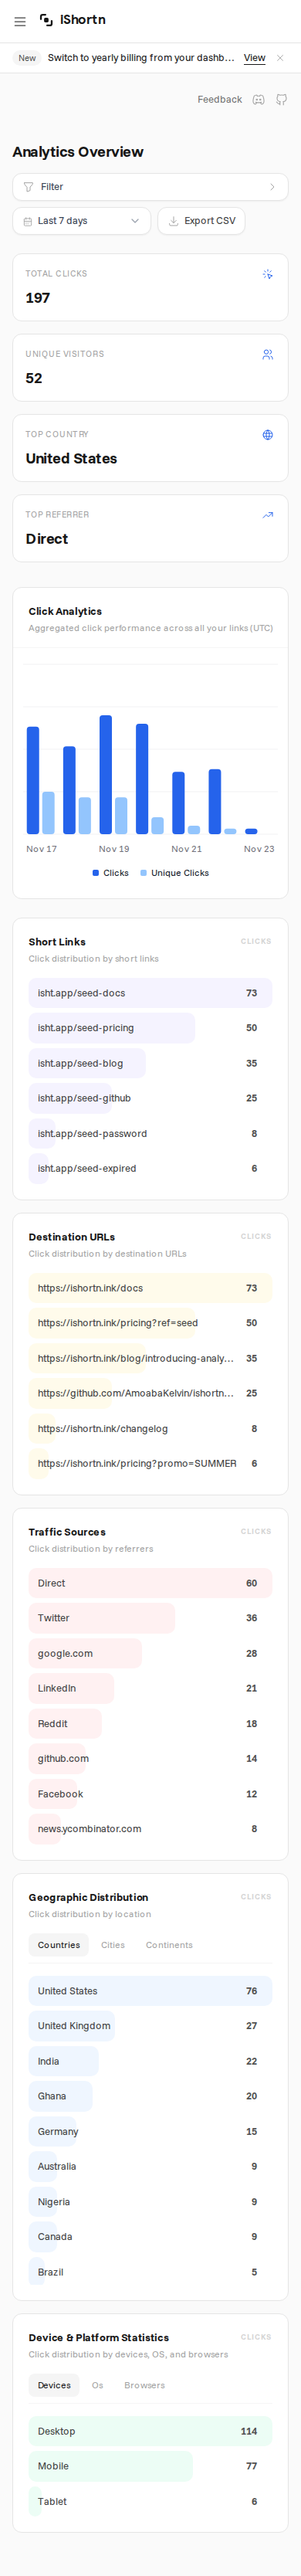 IShortn
New Switch to yearly billing from your dashb... View
Feedback
Analytics Overview
Filter
Last 7 days
Export CSV
TOTAL CLICKS
197
UNIQUE VISITORS
52
TOP COUNTRY
United States
TOP REFERRER
Direct
Click Analytics
Aggregated click performance across all your links (UTC)
Nov 17 Nov 19 Nov 21 Nov 23
Clicks Unique Clicks
Short Links CLICKS
Click distribution by short links
isht.app/seed-docs 73
isht.app/seed-pricing 50
isht.app/seed-blog 35
isht.app/seed-github 25
isht.app/seed-password 8
isht.app/seed-expired 6
Destination URLs CLICKS
Click distribution by destination URLs
https://ishortn.ink/docs 73
https://ishortn.ink/pricing?ref=seed 50
https://ishortn.ink/blog/introducing-analy... 35
https://github.com/AmoabaKelvin/ishortn... 25
https://ishortn.ink/changelog 8
https://ishortn.ink/pricing?promo=SUMMER 6
Traffic Sources CLICKS
Click distribution by referrers
Direct 60
Twitter 36
google.com 28
LinkedIn 21
Reddit 18
github.com 14
Facebook 12
news.ycombinator.com 8
Geographic Distribution CLICKS
Click distribution by location
Countries Cities Continents
United States 76
United Kingdom 27
India 22
Ghana 20
Germany 15
Australia 9
Nigeria 9
Canada 9
Brazil 5
Device & Platform Statistics CLICKS
Click distribution by devices, OS, and browsers
Devices Os Browsers
Desktop 114
Mobile 77
Tablet 6